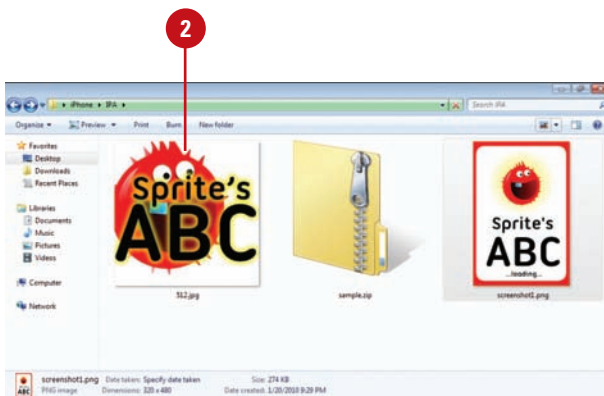 2
iPhone ▸ IPA ▸
Search IPA
Organize ▾ Preview ▾ Print Burn New folder
Favorites
Desktop
Downloads
Recent Places
Libraries
Documents
Music
Pictures
Videos
Computer
Network
Sprite's
ABC
512.jpg
sample.zip
Sprite's
ABC
...loading...
screenshot1.png
screenshot1.png Date taken: Specify date taken Size: 274 KB
PNG image Dimensions: 320 x 480 Date created: 1/20/2010 9:29 PM
ABC